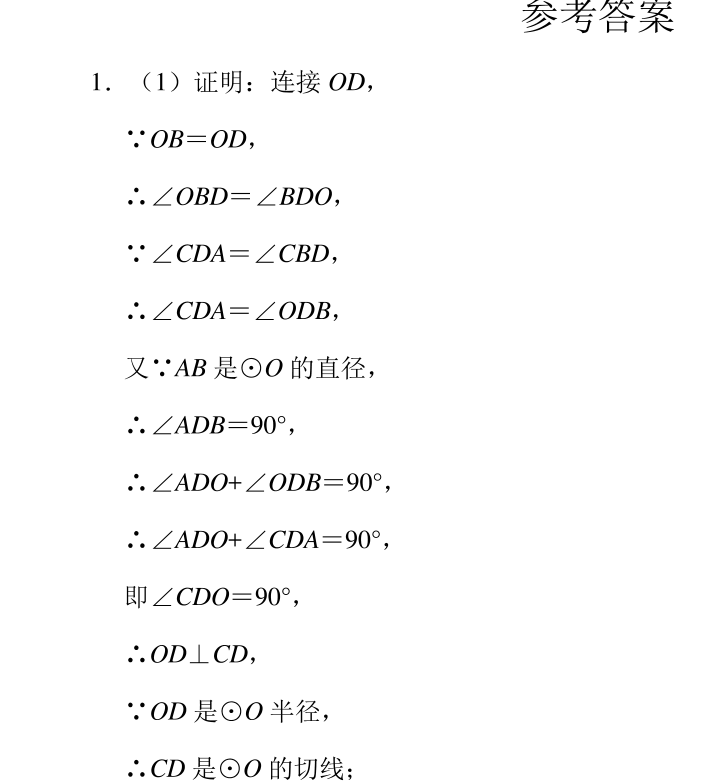 参考答案
1．（1）证明：连接 OD，
∵OB＝OD，
∴∠OBD＝∠BDO，
∵∠CDA＝∠CBD，
∴∠CDA＝∠ODB，
又∵AB 是⊙O 的直径，
∴∠ADB＝90°，
∴∠ADO+∠ODB＝90°，
∴∠ADO+∠CDA＝90°，
即∠CDO＝90°，
∴OD⊥CD，
∵OD 是⊙O 半径，
∴CD 是⊙O 的切线；